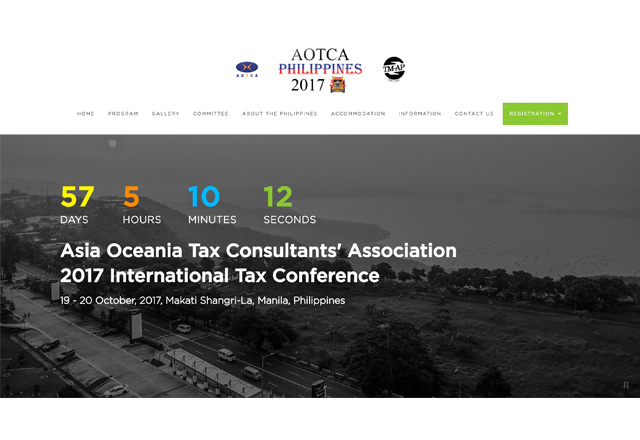 AOTCA
PHILIPPINES
2017
AOTCA
TM-AP
HOME PROGRAM GALLERY COMMITTEE ABOUT THE PHILIPPINES ACCOMMODATION INFORMATION CONTACT US REGISTRATION
57 5 10 12
DAYS HOURS MINUTES SECONDS
Asia Oceania Tax Consultants' Association
2017 International Tax Conference
19 - 20 October, 2017, Makati Shangri-La, Manila, Philippines